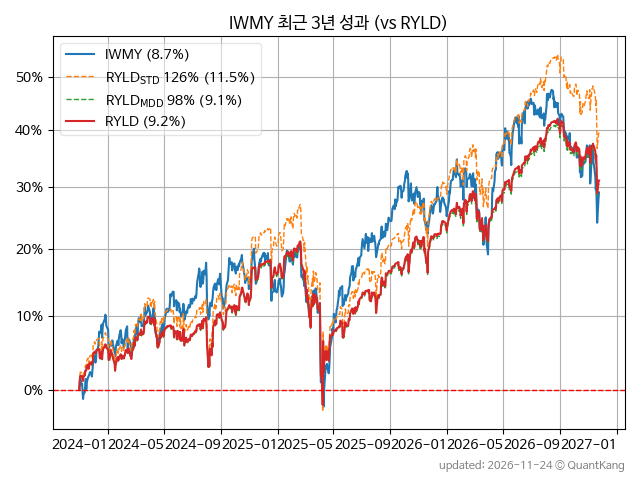 IWMY 최근 3년 성과 (vs RYLD)
IWMY (8.7%)
RYLD_STD 126% (11.5%)
RYLD_MDD 98% (9.1%)
RYLD (9.2%)
50%
40%
30%
20%
10%
0%
2024-01 2024-05 2024-09 2025-01 2025-05 2025-09 2026-01 2026-05 2026-09 2027-01
updated: 2026-11-24 © QuantKang